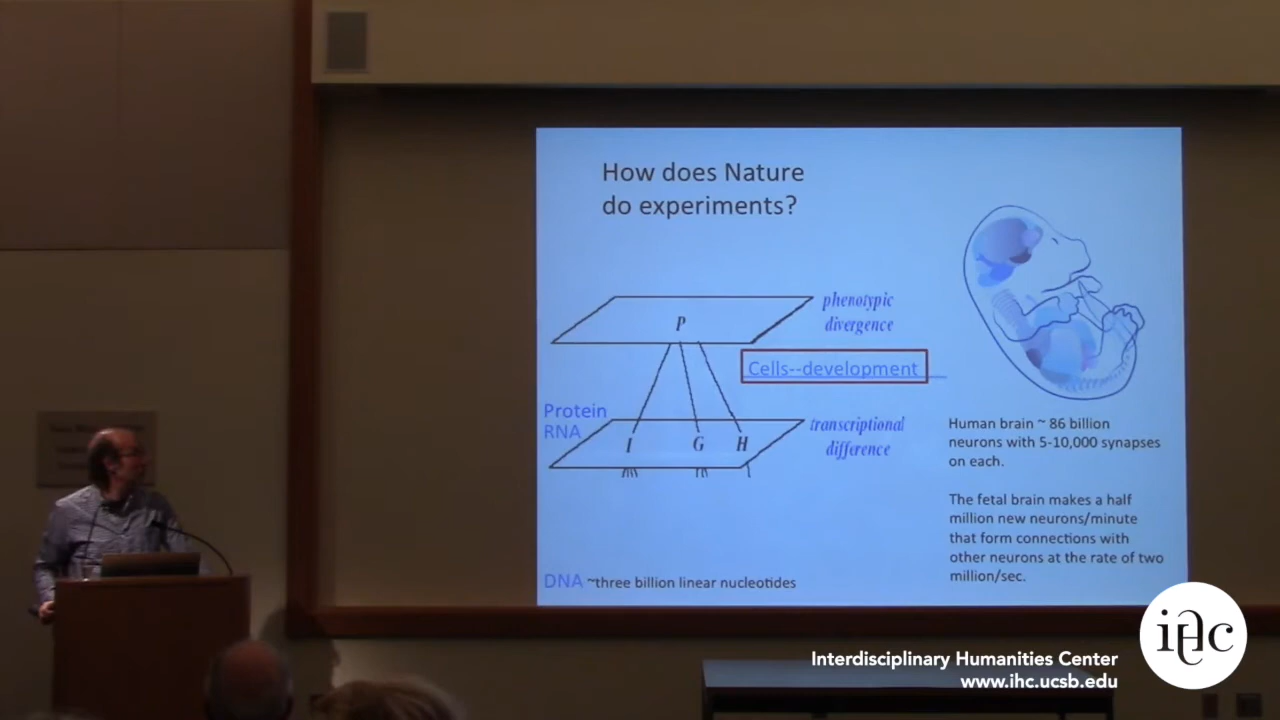 How does Nature
do experiments?
P
phenotypic
divergence
Cells--development
Protein
RNA
I G H
transcriptional
difference
Human brain ~ 86 billion
neurons with 5-10,000 synapses
on each.
The fetal brain makes a half
million new neurons/minute
that form connections with
other neurons at the rate of two
million/sec.
DNA ~three billion linear nucleotides
ihc
Interdisciplinary Humanities Center
www.ihc.ucsb.edu